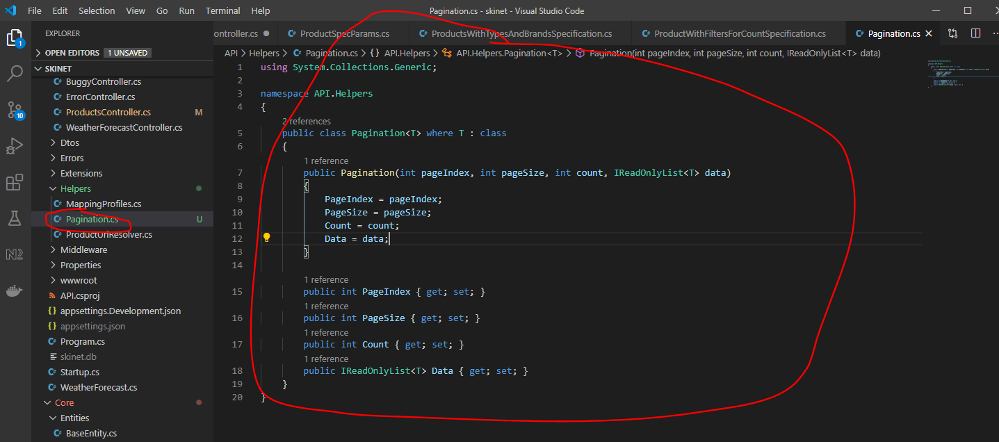 File Edit Selection View Go Run Terminal Help Pagination.cs - skinet - Visual Studio Code
EXPLORER
ontroller.cs ProductSpecParams.cs ProductsWithTypesAndBrandsSpecification.cs ProductWithFiltersForCountSpecification.cs Pagination.cs
1
OPEN EDITORS 1 UNSAVED
SKINET
BuggyController.cs
ErrorController.cs
ProductsController.cs M
10
WeatherForecastController.cs
Dtos
Errors
Extensions
Helpers
MappingProfiles.cs
Pagination.cs U
ProductUrlResolver.cs
Middleware
Properties
wwwroot
API.csproj
{} appsettings.Development.json
{} appsettings.json
Program.cs
skinet.db
Startup.cs
WeatherForecast.cs
Core
Entities
BaseEntity.cs
API > Helpers > Pagination.cs > {} API.Helpers > API.Helpers.Pagination<T> > Pagination(int pageIndex, int pageSize, int count, IReadOnlyList<T> data)
1 using System.Collections.Generic;
2
3 namespace API.Helpers
4 {
2 references
5 public class Pagination<T> where T : class
6 {
1 reference
7 public Pagination(int pageIndex, int pageSize, int count, IReadOnlyList<T> data)
8 {
9 PageIndex = pageIndex;
10 PageSize = pageSize;
11 Count = count;
12 Data = data;
13 }
14
1 reference
15 public int PageIndex { get; set; }
1 reference
16 public int PageSize { get; set; }
1 reference
17 public int Count { get; set; }
1 reference
18 public IReadOnlyList<T> Data { get; set; }
19 }
20 }